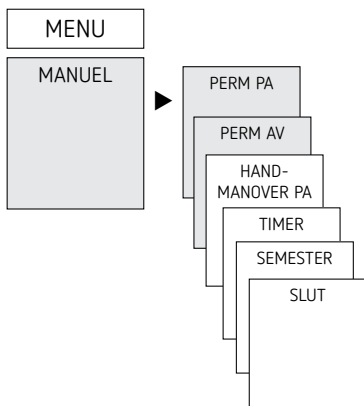 MENU
MANUEL
PERM PA
PERM AV
HAND-
MANOVER PA
TIMER
SEMESTER
SLUT